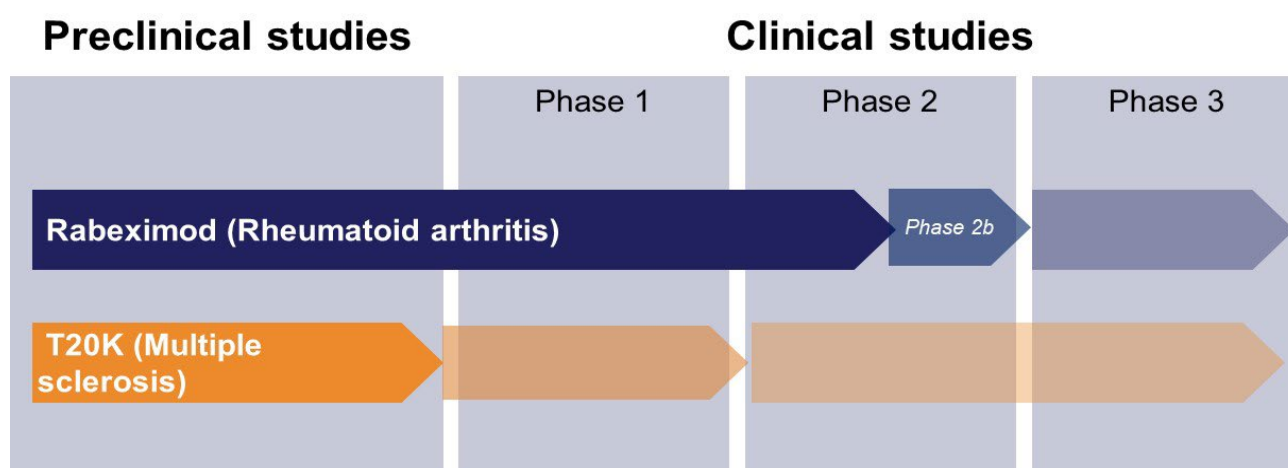 Preclinical studies
Clinical studies
Phase 1
Phase 2
Phase 3
Rabeximod (Rheumatoid arthritis)
Phase 2b
T20K (Multiple
sclerosis)